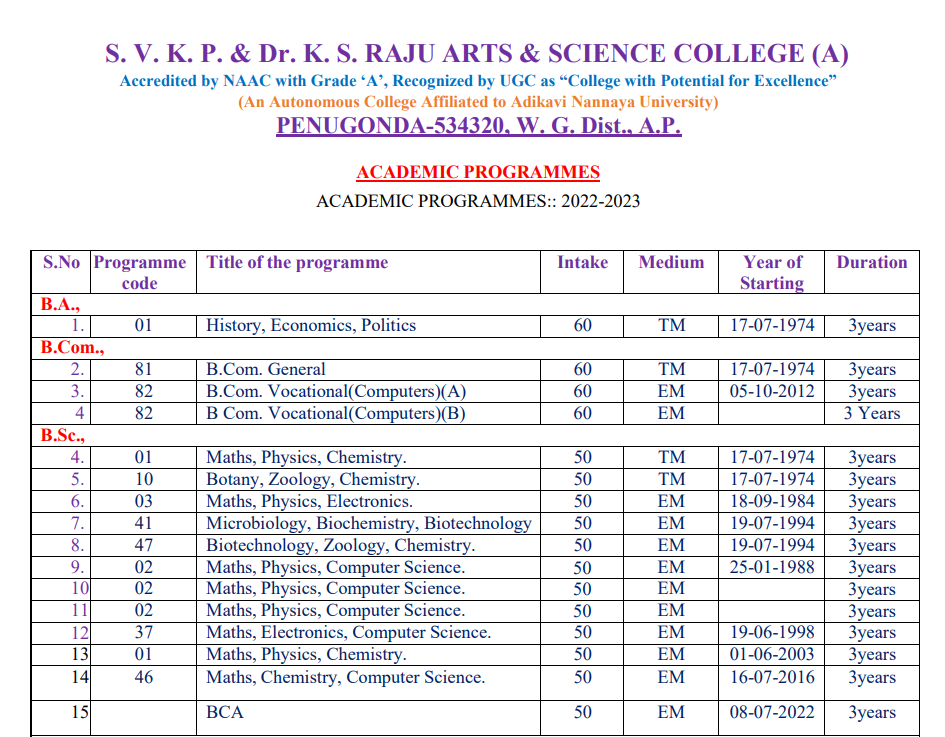 S. V. K. P. & Dr. K. S. RAJU ARTS & SCIENCE COLLEGE (A)
Accredited by NAAC with Grade ‘A’, Recognized by UGC as “College with Potential for Excellence”
(An Autonomous College Affiliated to Adikavi Nannaya University)
PENUGONDA-534320, W. G. Dist., A.P.
ACADEMIC PROGRAMMES
ACADEMIC PROGRAMMES:: 2022-2023
S.No Programme code Title of the programme Intake Medium Year of Starting Duration
B.A.,
1. 01 History, Economics, Politics 60 TM 17-07-1974 3years
B.Com.,
2. 81 B.Com. General 60 TM 17-07-1974 3years
3. 82 B.Com. Vocational(Computers)(A) 60 EM 05-10-2012 3years
4 82 B Com. Vocational(Computers)(B) 60 EM 3 Years
B.Sc.,
4. 01 Maths, Physics, Chemistry. 50 TM 17-07-1974 3years
5. 10 Botany, Zoology, Chemistry. 50 TM 17-07-1974 3years
6. 03 Maths, Physics, Electronics. 50 EM 18-09-1984 3years
7. 41 Microbiology, Biochemistry, Biotechnology 50 EM 19-07-1994 3years
8. 47 Biotechnology, Zoology, Chemistry. 50 EM 19-07-1994 3years
9. 02 Maths, Physics, Computer Science. 50 EM 25-01-1988 3years
10 02 Maths, Physics, Computer Science. 50 EM 3years
11 02 Maths, Physics, Computer Science. 50 EM 3years
12 37 Maths, Electronics, Computer Science. 50 EM 19-06-1998 3years
13 01 Maths, Physics, Chemistry. 50 EM 01-06-2003 3years
14 46 Maths, Chemistry, Computer Science. 50 EM 16-07-2016 3years
15 BCA 50 EM 08-07-2022 3years